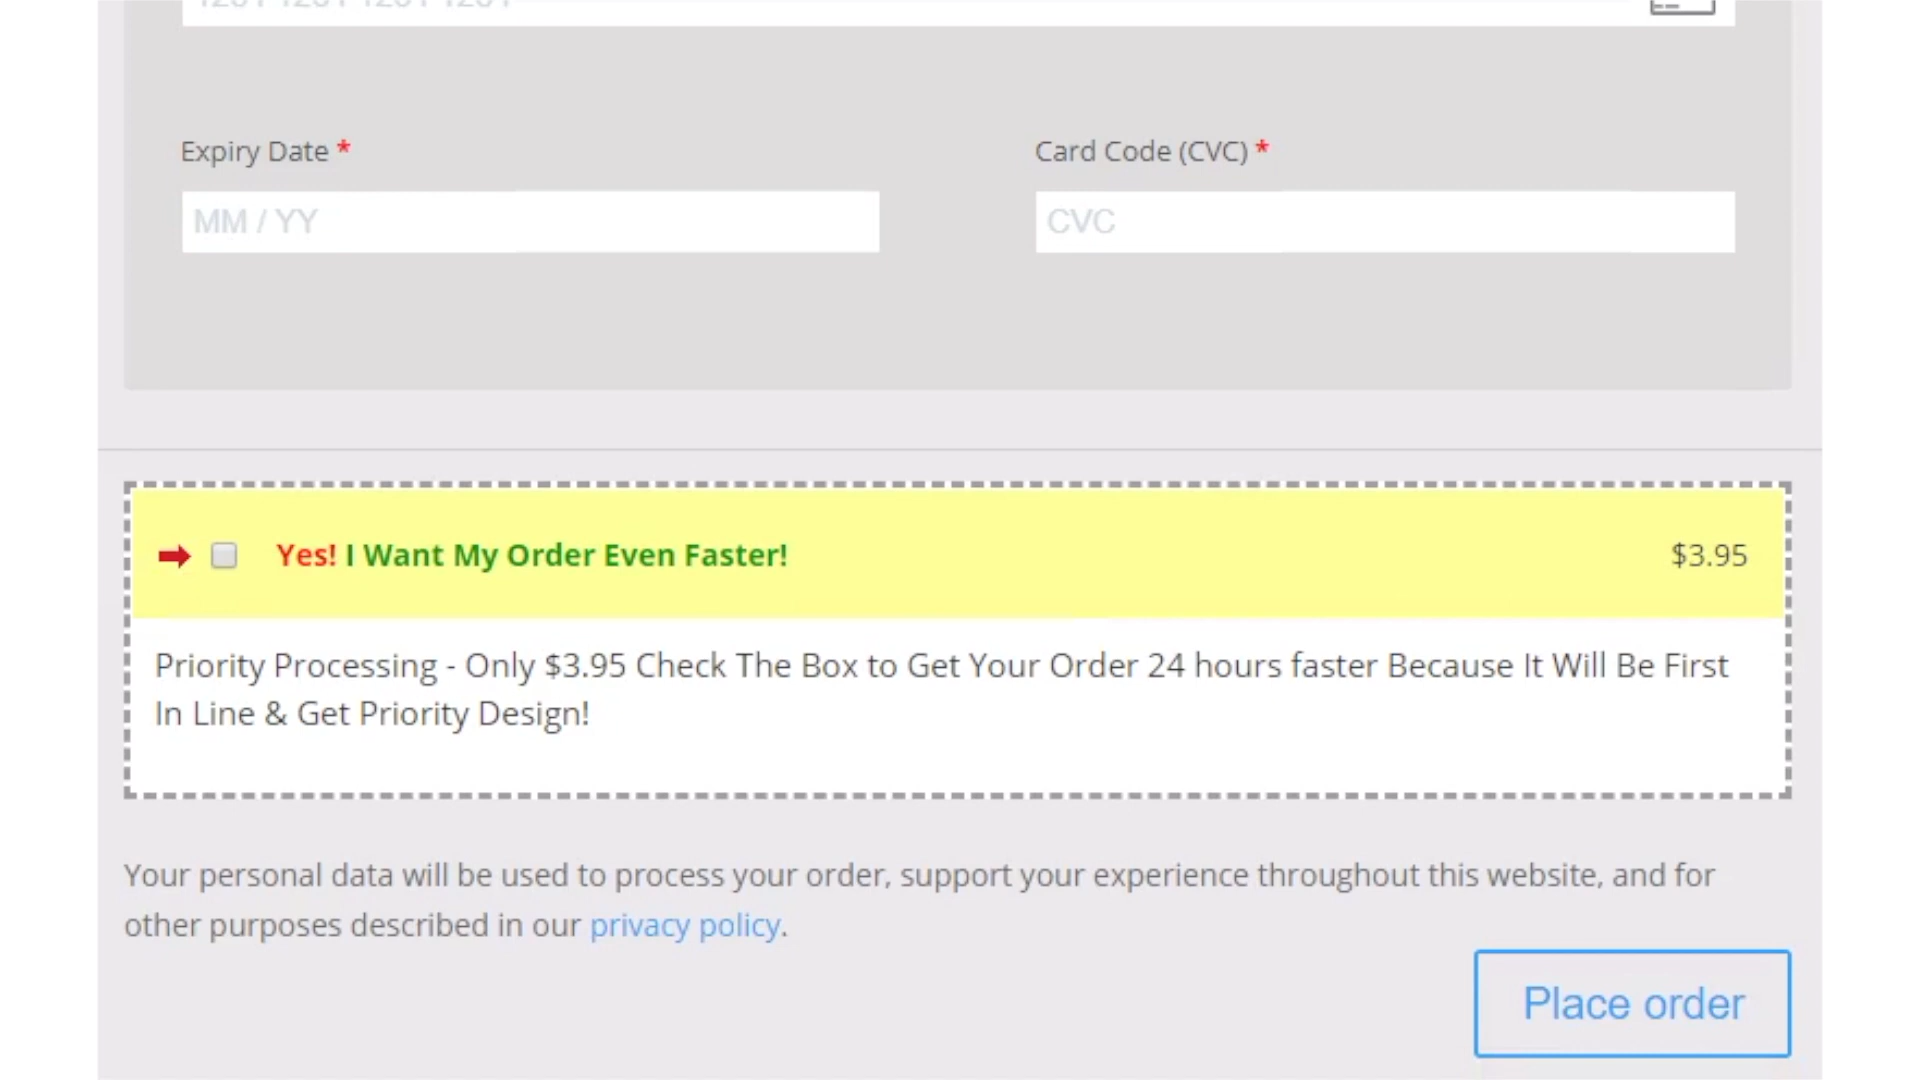 Expiry Date *
Card Code (CVC) *
MM / YY
CVC
Yes! I Want My Order Even Faster!
$3.95
Priority Processing - Only $3.95 Check The Box to Get Your Order 24 hours faster Because It Will Be First
In Line & Get Priority Design!
Your personal data will be used to process your order, support your experience throughout this website, and for
other purposes described in our privacy policy.
Place order